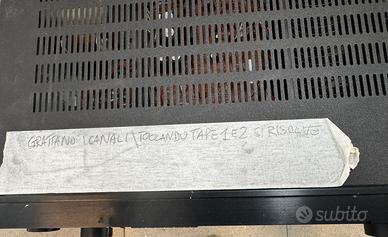 GRATTANO I CANALI \ TOCCANDO TAPE 1 E 2 SI RISOLVE
subito